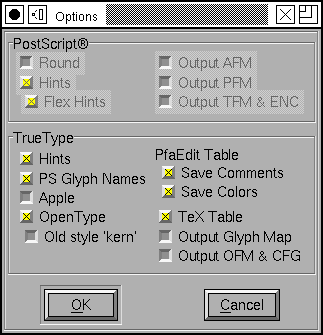 Options
PostScript®
Round
Output AFM
Hints
Output PFM
Flex Hints
Output TFM & ENC
TrueType
Hints
PfaEdit Table
PS Glyph Names
Save Comments
Apple
Save Colors
OpenType
TeX Table
Old style 'kern'
Output Glyph Map
Output OFM & CFG
OK
Cancel